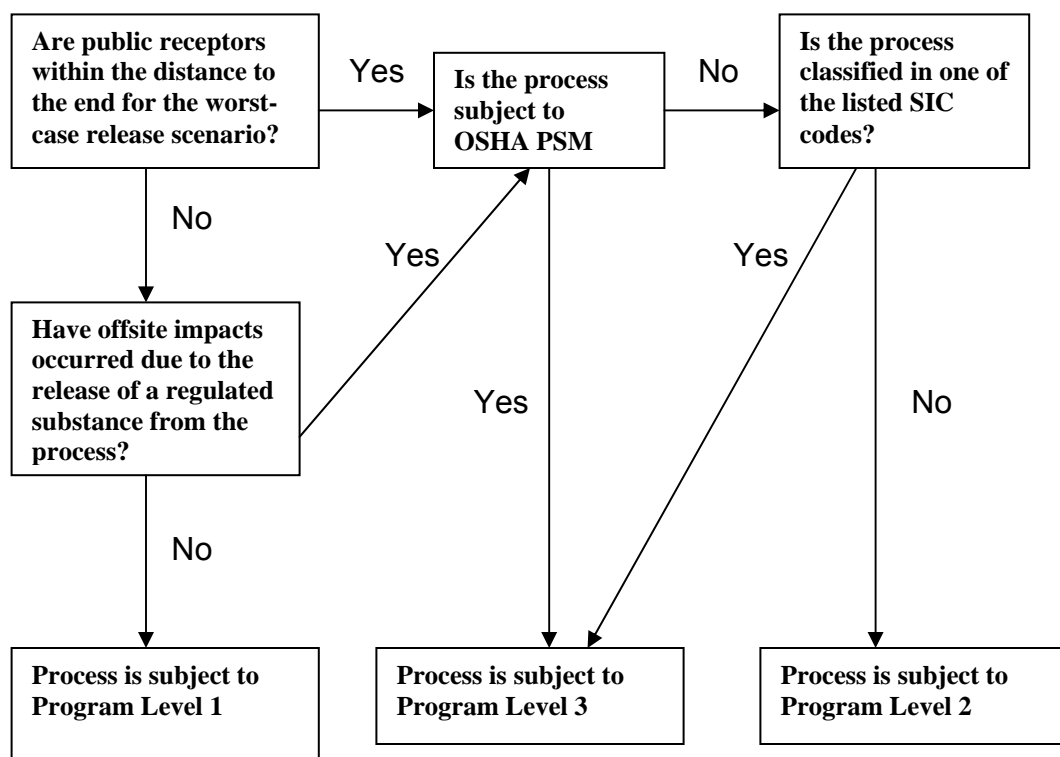 Are public receptors
within the distance to
the end for the worst-
case release scenario?
Yes
Is the process
subject to
OSHA PSM
No
Is the process
classified in one of
the listed SIC
codes?
No
Yes
Yes
Have offsite impacts
occurred due to the
release of a regulated
substance from the
process?
Yes
No
No
Process is subject to
Program Level 1
Process is subject to
Program Level 3
Process is subject to
Program Level 2